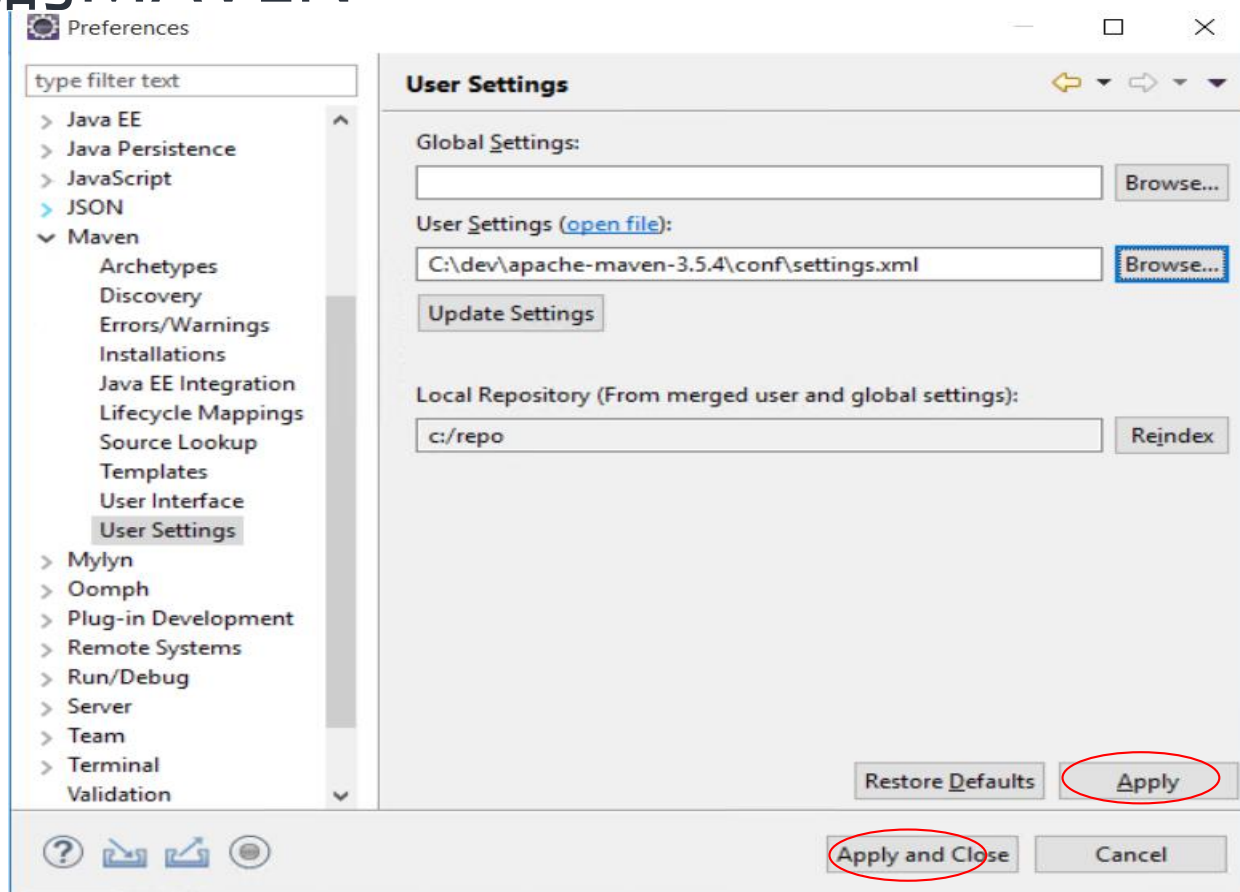 Preferences
type filter text
User Settings
Java EE
Java Persistence
JavaScript
JSON
Maven
Archetypes
Discovery
Errors/Warnings
Installations
Java EE Integration
Lifecycle Mappings
Source Lookup
Templates
User Interface
User Settings
Mylyn
Oomph
Plug-in Development
Remote Systems
Run/Debug
Server
Team
Terminal
Validation
Global Settings:
Browse...
User Settings (open file):
C:\dev\apache-maven-3.5.4\conf\settings.xml
Browse...
Update Settings
Local Repository (From merged user and global settings):
c:/repo
Reindex
Restore Defaults
Apply
Apply and Close
Cancel